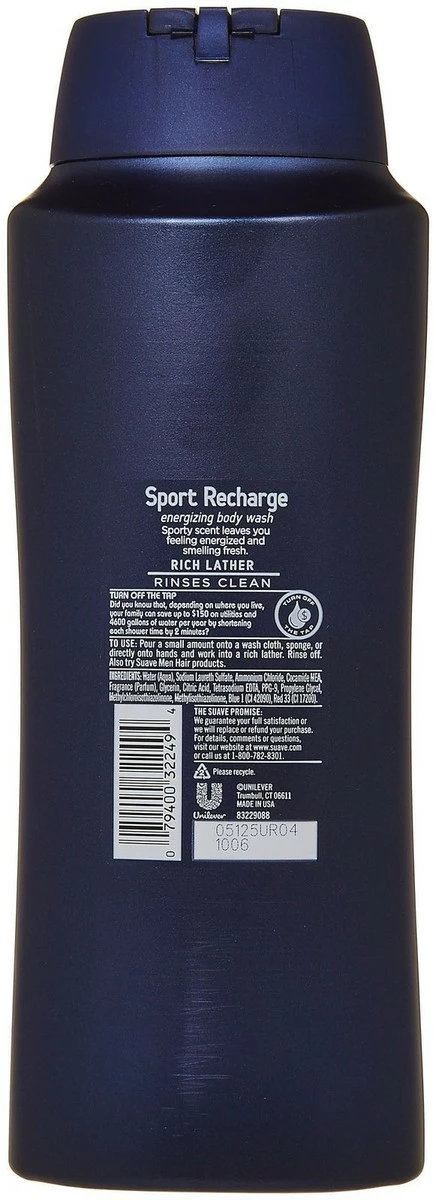 Sport Recharge
energizing body wash
Sporty scent leaves you
feeling energized and
smelling fresh.
RICH LATHER
RINSES CLEAN
TURN OFF THE TAP
Did you know that, depending on where you live,
your family can save up to $150 on utilities and
4600 gallons of water per year by shortening
each shower time by 2 minutes?
TURN OFF
$
THE TAP
TO USE: Pour a small amount onto a wash cloth, sponge, or
directly onto hands and work into a rich lather. Rinse off.
Also try Suave Men Hair products.
INGREDIENTS: Water (Aqua), Sodium Laureth Sulfate, Ammonium Chloride, Cocamide MEA,
Fragrance (Parfum), Glycerin, Citric Acid, Tetrasodium EDTA, PPG-9, Propylene Glycol,
Methylchloroisothiazolinone, Methylisothiazolinone, Blue 1 (CI 42090), Red 33 (CI 17200).
0 79400 32249 4
THE SUAVE PROMISE:
We guarantee your full satisfaction or
we will replace or refund your purchase.
For details, comments or questions,
visit our website at www.suave.com
or call us at 1-800-782-8301.
2
Please recycle.
Unilever
©UNILEVER
Trumbull, CT 06611
MADE IN USA
83229088
05125UR04
1006